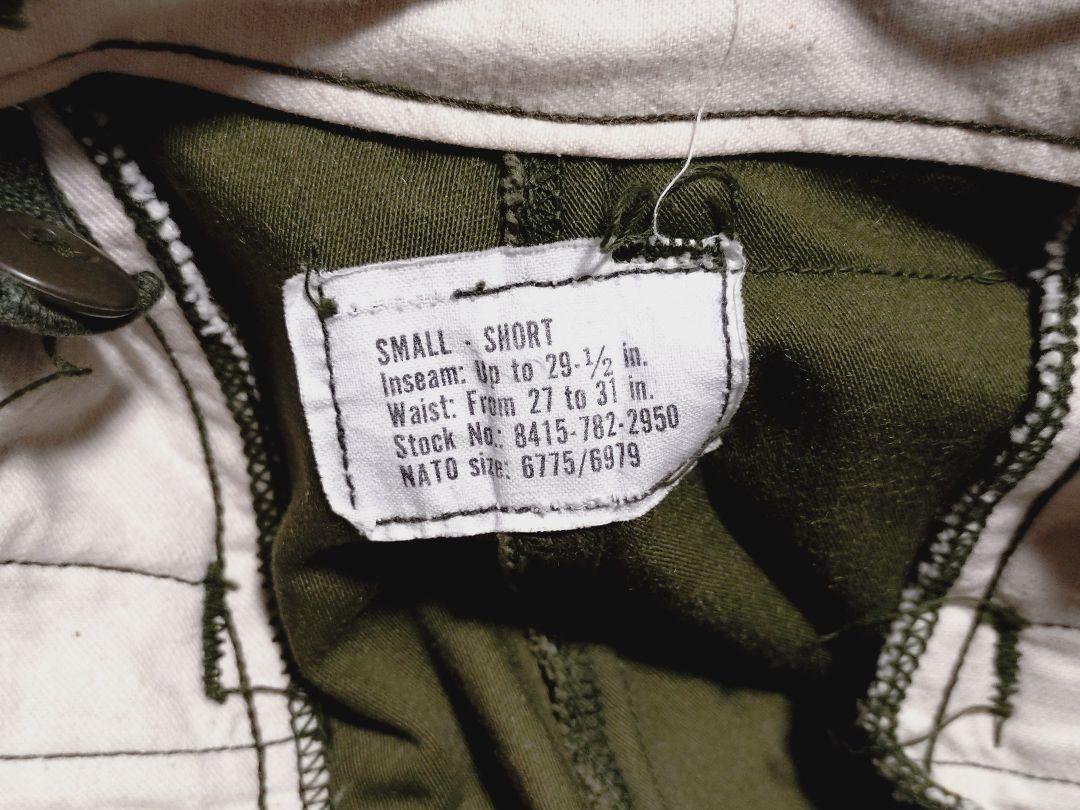 SMALL - SHORT
Inseam: Up to 29-1/2 in.
Waist: From 27 to 31 in.
Stock No.: 8415-782-2950
NATO size: 6775/6979